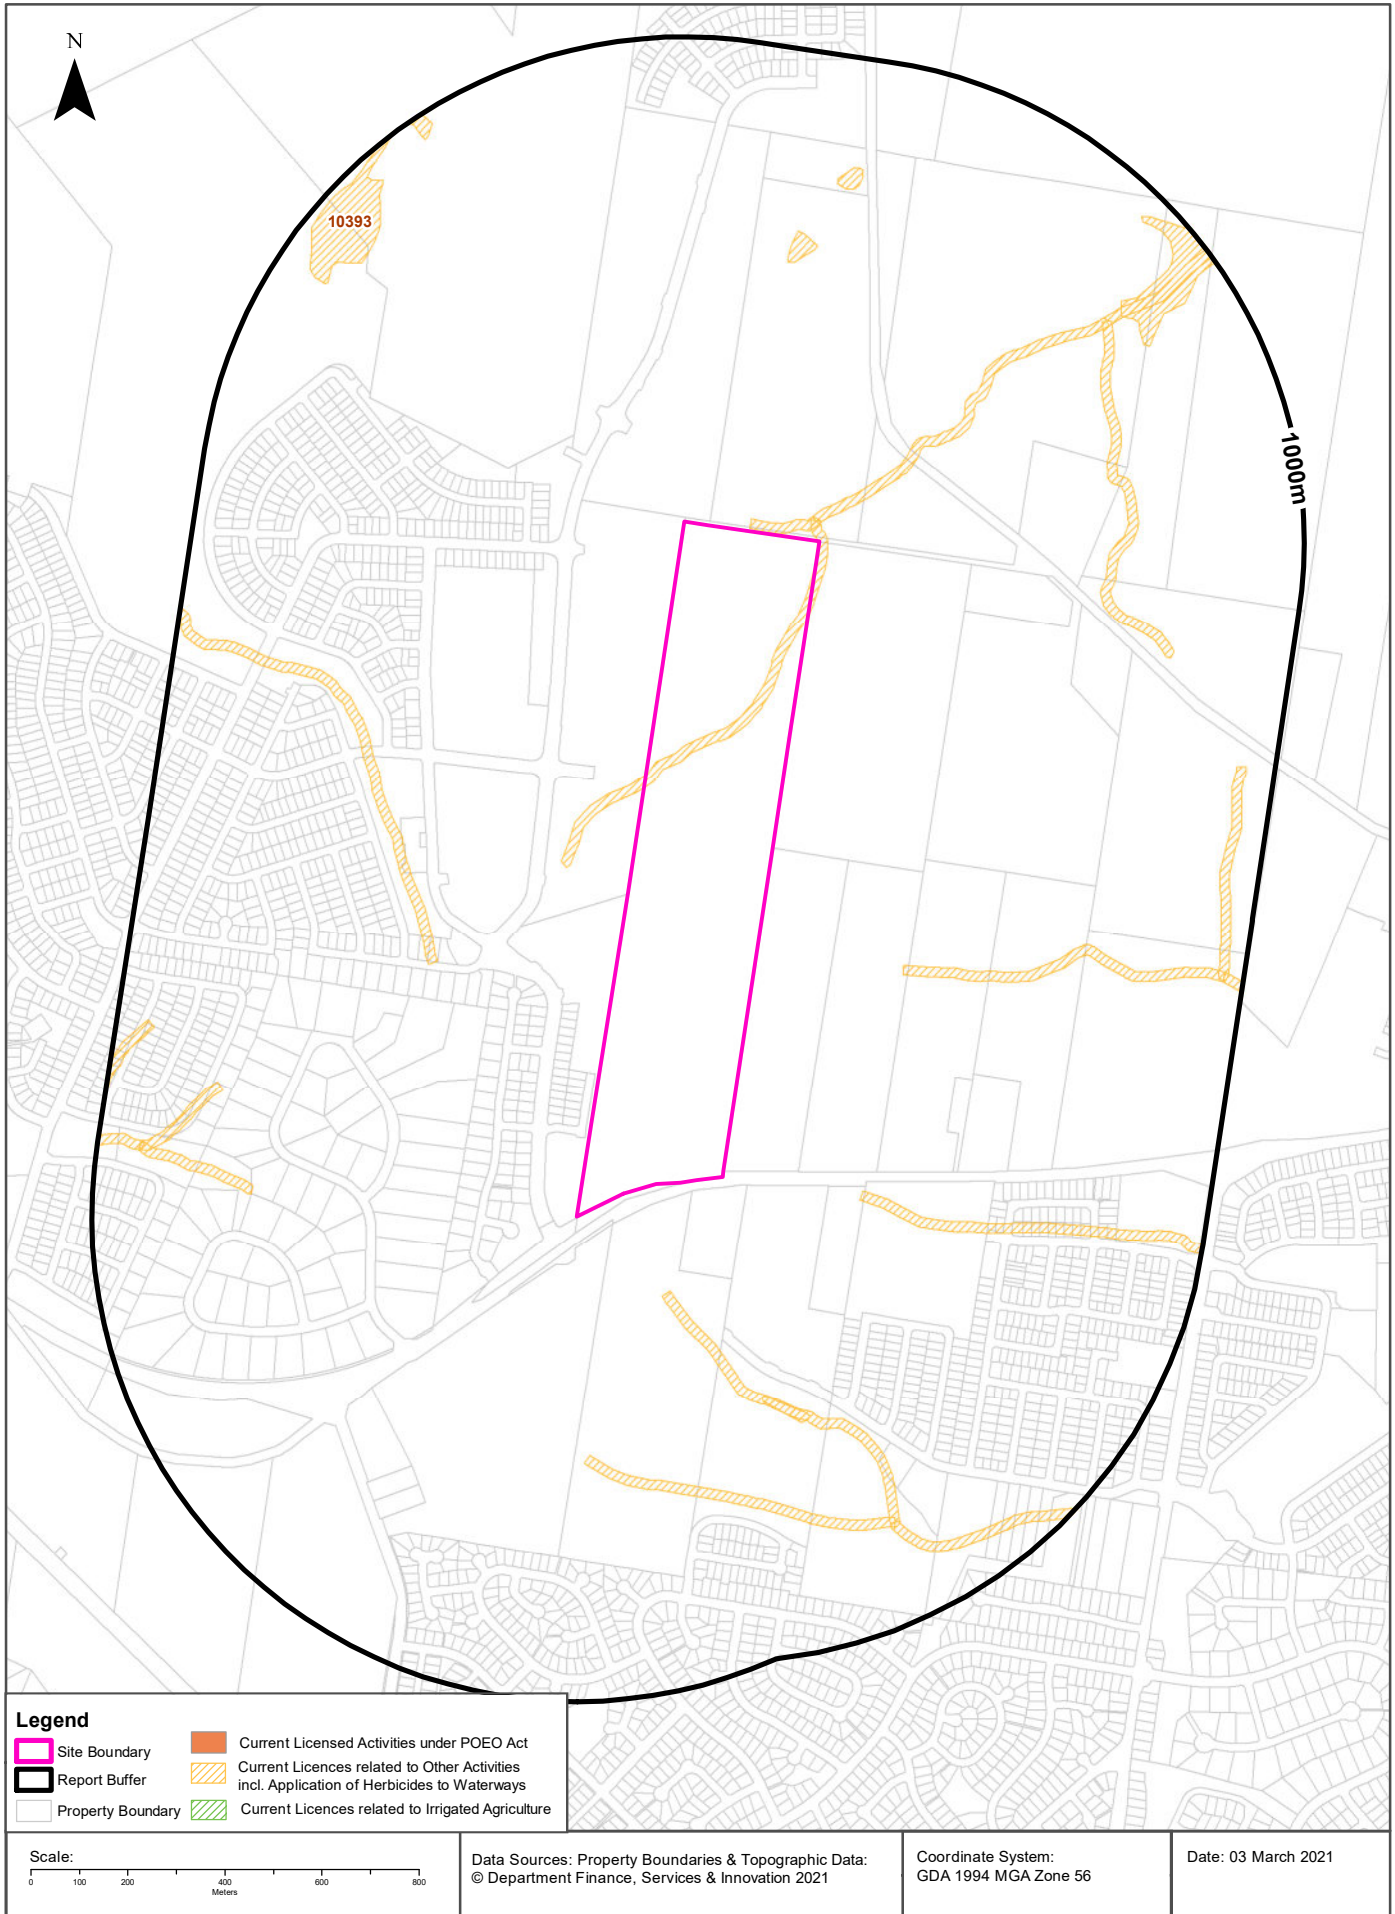 N
10393
1000m
Legend
Site Boundary
Report Buffer
Property Boundary
Current Licensed Activities under POEO Act
Current Licences related to Other Activities
incl. Application of Herbicides to Waterways
Current Licences related to Irrigated Agriculture
Scale:
0 100 200 400 600 800
Meters
Data Sources: Property Boundaries & Topographic Data:
© Department Finance, Services & Innovation 2021
Coordinate System:
GDA 1994 MGA Zone 56
Date: 03 March 2021